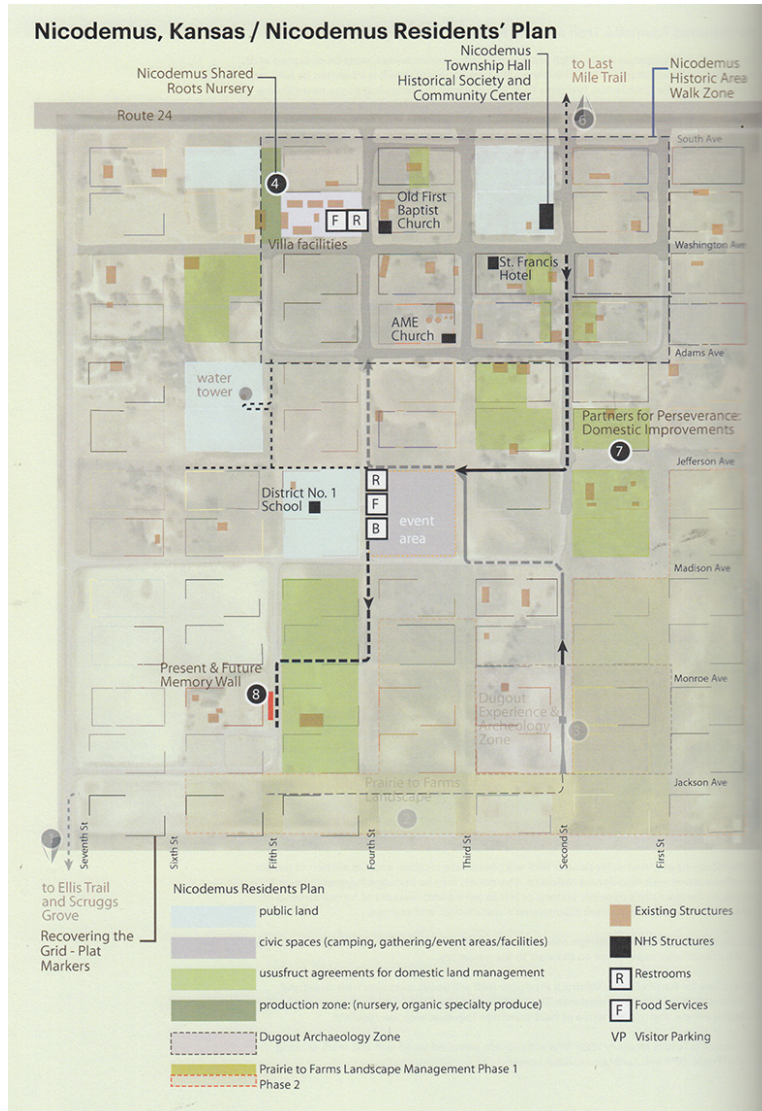 Nicodemus, Kansas / Nicodemus Residents' Plan
Nicodemus Shared
Roots Nursery
Nicodemus
Township Hall
Historical Society and
Community Center
to Last
Mile Trail
Nicodemus
Historic Area
Walk Zone
Route 24
6
South Ave
4
F R
Old First
Baptist
Church
Villa facilities
Washington Ave
St. Francis
Hotel
AME
Church
Adams Ave
water
tower
Partners for Perseverance:
Domestic Improvements
7
Jefferson Ave
District No. 1
School
R
F
B
event
area
Madison Ave
Present & Future
Memory Wall
8
Monroe Ave
Dugout
Experience &
Archeology
Zone
3
Prairie to Farms
Landscape
Jackson Ave
Seventh St
Sixth St
Fifth St
Fourth St
Third St
Second St
First St
to Ellis Trail
and Scruggs
Grove
Recovering the
Grid - Plat
Markers
Nicodemus Residents Plan
public land
civic spaces (camping, gathering/event areas/facilities)
ususfruct agreements for domestic land management
production zone: (nursery, organic specialty produce)
Dugout Archaeology Zone
Prairie to Farms Landscape Management Phase 1
Phase 2
Existing Structures
NHS Structures
R Restrooms
F Food Services
VP Visitor Parking